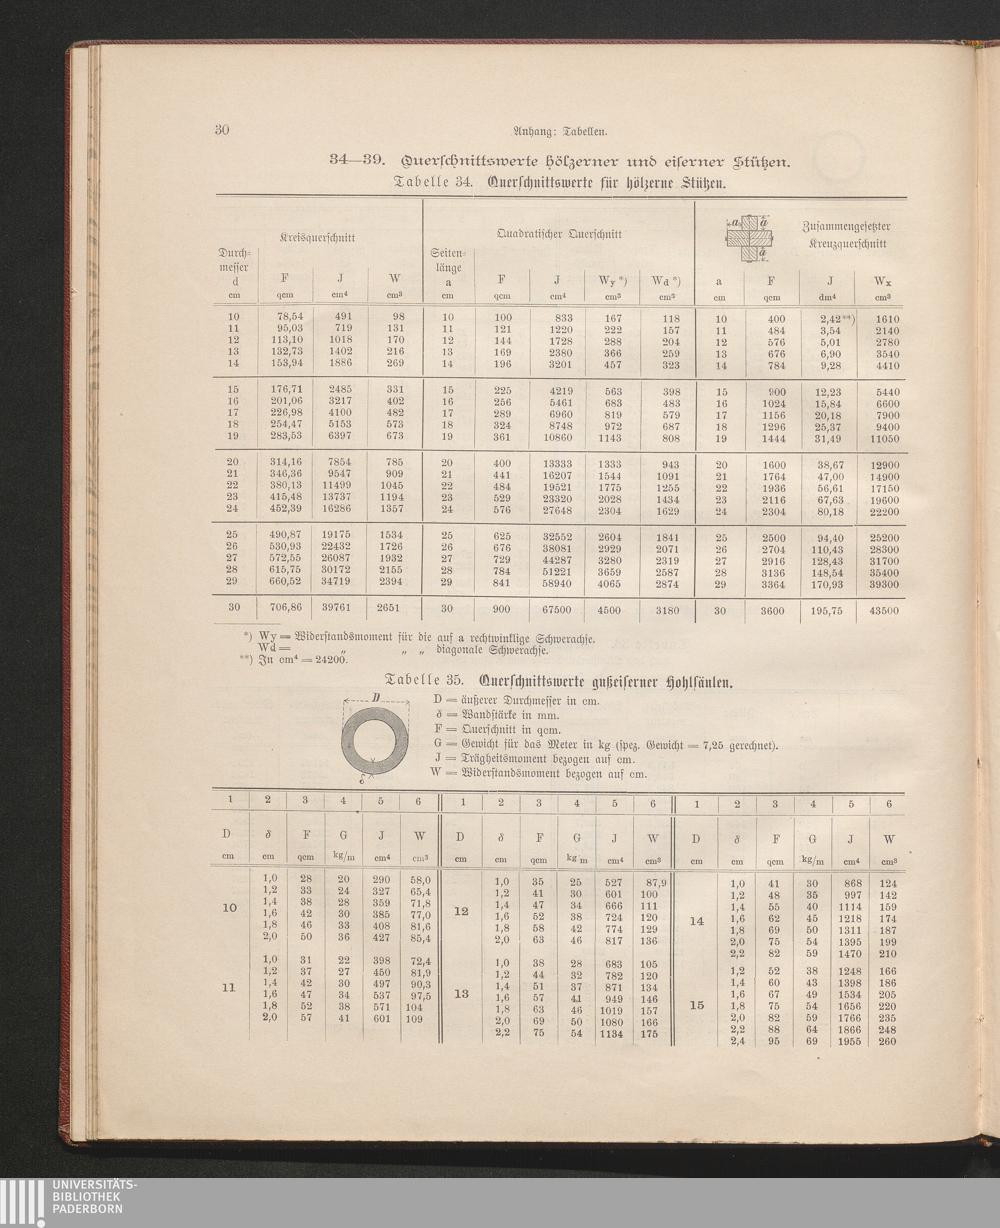 30
Anhang: Tabellen.
34—39. Querschnittswerte hölzerner und eiserner Stützen.
Tabelle 34. Querschnittswerte für hölzerne Stützen.
Durchmesser d cm | Kreisquerschnitt F qcm | J cm⁴ | W cm³ | Seitenlänge a cm | Quadratischer Querschnitt F qcm | J cm⁴ | Wy *) cm³ | Wd *) cm³ | a a a | Zusammengesetzter Kreuzquerschnitt a cm | F qcm | J dm⁴ | Wx cm³
10 78,54 491 98 10 100 833 167 118 10 400 2,42**) 1610
11 95,03 719 131 11 121 1220 222 157 11 484 3,54 2140
12 113,10 1018 170 12 144 1728 288 204 12 576 5,01 2780
13 132,73 1402 216 13 169 2380 366 259 13 676 6,90 3540
14 153,94 1886 269 14 196 3201 457 323 14 784 9,28 4410
15 176,71 2485 331 15 225 4219 563 398 15 900 12,23 5440
16 201,06 3217 402 16 256 5461 683 483 16 1024 15,84 6600
17 226,98 4100 482 17 289 6960 819 579 17 1156 20,18 7900
18 254,47 5153 573 18 324 8748 972 687 18 1296 25,37 9400
19 283,53 6397 673 19 361 10860 1143 808 19 1444 31,49 11050
20 314,16 7854 785 20 400 13333 1333 943 20 1600 38,67 12900
21 346,36 9547 909 21 441 16207 1544 1091 21 1764 47,00 14900
22 380,13 11499 1045 22 484 19521 1775 1255 22 1936 56,61 17150
23 415,48 13737 1194 23 529 23320 2028 1434 23 2116 67,63 19600
24 452,39 16286 1357 24 576 27648 2304 1629 24 2304 80,18 22200
25 490,87 19175 1534 25 625 32552 2604 1841 25 2500 94,40 25200
26 530,93 22432 1726 26 676 38081 2929 2071 26 2704 110,43 28300
27 572,55 26087 1932 27 729 44287 3280 2319 27 2916 128,43 31700
28 615,75 30172 2155 28 784 51221 3659 2587 28 3136 148,54 35400
29 660,52 34719 2394 29 841 58940 4065 2874 29 3364 170,93 39300
30 706,86 39761 2651 30 900 67500 4500 3180 30 3600 195,75 43500
*) Wy = Widerstandsmoment für die auf a rechtwinklige Schwerachse.
Wd = „ „ „ diagonale Schwerachse.
**) In cm⁴ = 24200.
Tabelle 35. Querschnittswerte gußeiserner Hohlsäulen.
D
δ
D = äußerer Durchmesser in cm.
δ = Wandstärke in mm.
F = Querschnitt in qcm.
G = Gewicht für das Meter in kg (spez. Gewicht = 7,25 gerechnet).
J = Trägheitsmoment bezogen auf cm.
W = Widerstandsmoment bezogen auf cm.
1 2 3 4 5 6 1 2 3 4 5 6 1 2 3 4 5 6
D δ F G J W D δ F G J W D δ F G J W
cm cm qcm kg/m cm⁴ cm³ cm cm qcm kg/m cm⁴ cm³ cm cm qcm kg/m cm⁴ cm³
10
1,0 28 20 290 58,0
1,2 33 24 327 65,4
1,4 38 28 359 71,8
1,6 42 30 385 77,0
1,8 46 33 408 81,6
2,0 50 36 427 85,4
11
1,0 31 22 398 72,4
1,2 37 27 450 81,9
1,4 42 30 497 90,3
1,6 47 34 537 97,5
1,8 52 38 571 104
2,0 57 41 601 109
12
1,0 35 25 527 87,9
1,2 41 30 601 100
1,4 47 34 666 111
1,6 52 38 724 120
1,8 58 42 774 129
2,0 63 46 817 136
13
1,0 38 28 683 105
1,2 44 32 782 120
1,4 51 37 871 134
1,6 57 41 949 146
1,8 63 46 1019 157
2,0 69 50 1080 166
2,2 75 54 1134 175
14
1,0 41 30 868 124
1,2 48 35 997 142
1,4 55 40 1114 159
1,6 62 45 1218 174
1,8 69 50 1311 187
2,0 75 54 1395 199
2,2 82 59 1470 210
15
1,2 52 38 1248 166
1,4 60 43 1398 186
1,6 67 49 1534 205
1,8 75 54 1656 220
2,0 82 59 1766 235
2,2 88 64 1866 248
2,4 95 69 1955 260
UNIVERSITÄTS-
BIBLIOTHEK
PADERBORN